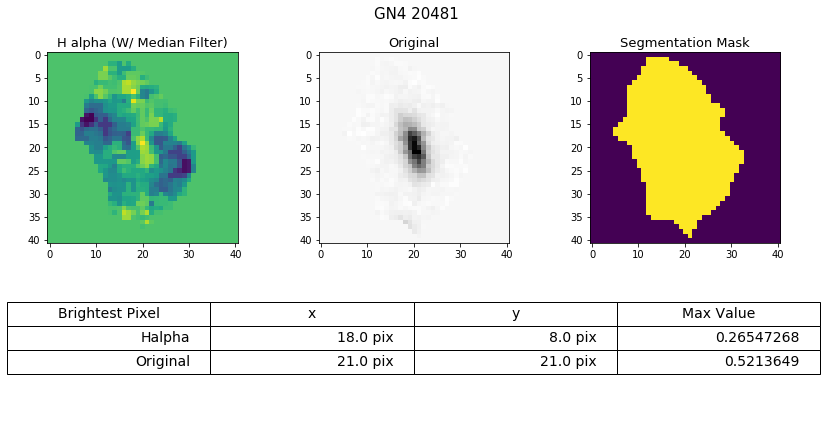 GN4 20481
H alpha (W/ Median Filter)
Original
Segmentation Mask
0
5
10
15
20
25
30
35
40
0 10 20 30 40
0
5
10
15
20
25
30
35
40
0 10 20 30 40
0
5
10
15
20
25
30
35
40
0 10 20 30 40
Brightest Pixel x y Max Value
Halpha 18.0 pix 8.0 pix 0.26547268
Original 21.0 pix 21.0 pix 0.5213649